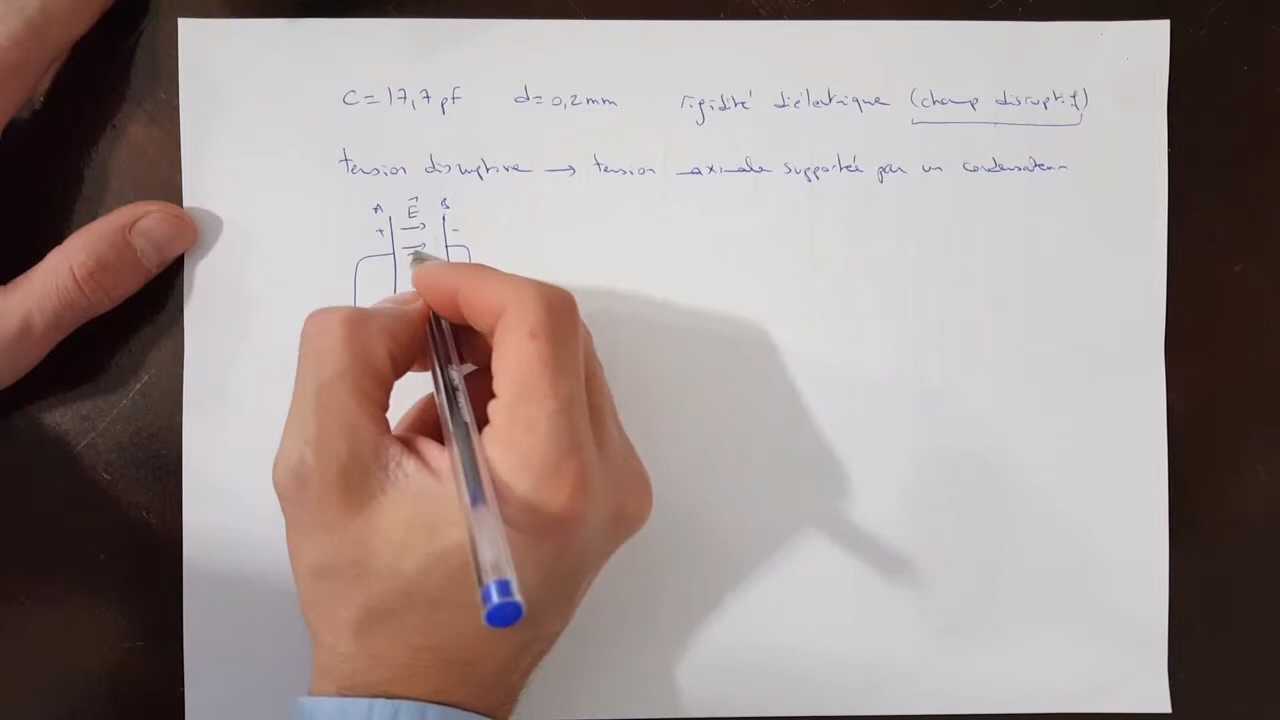 C = 17,7 pF d = 0,2 mm rigidité diélectrique (champ disruptif)
tension disruptive → tension maximale supportée par un condensateur
A E⃗ B
+ → -
→